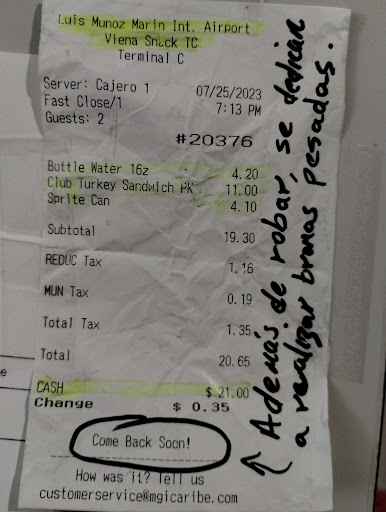 Luis Munoz Marin Int. Airport
Viena Snack TC
Terminal C
Server: Cajero 1 07/25/2023
Fast Close/1 7:13 PM
Guests: 2
#20376
Bottle Water 16z 4.20
Club Turkey Sandwich PK 11.00
Sprite Can 4.10
Subtotal 19.30
REDUC Tax 1.16
MUN Tax 0.19
Total Tax 1.35
Total 20.65
CASH $ 21.00
Change $ 0.35
Come Back Soon!
How was it? Tell us
customerservice@mgicaribe.com
Además de robar, se dedican
a realizar bromas pesadas.
e